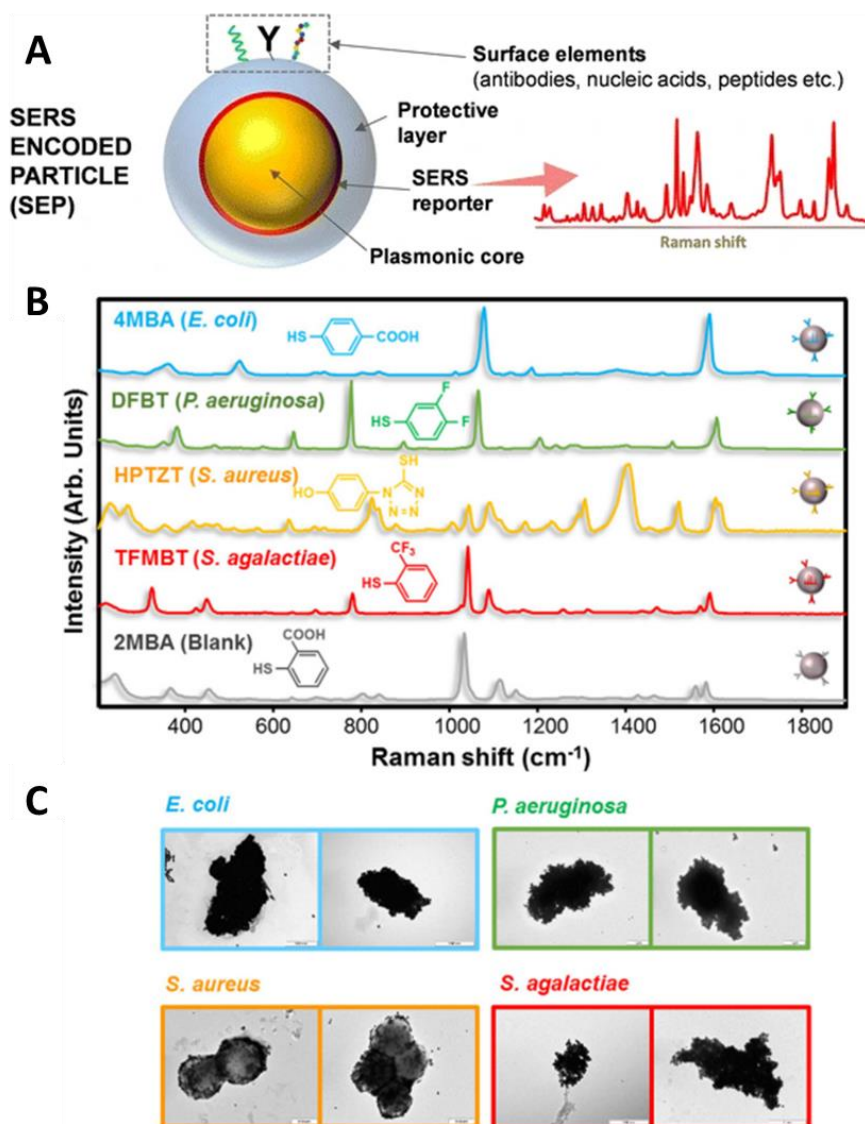 A
SERS
ENCODED
PARTICLE
(SEP)
Y
Surface elements
(antibodies, nucleic acids, peptides etc.)
Protective
layer
SERS
reporter
Plasmonic core
Raman shift
B
4MBA (E. coli)
HS
COOH
DFBT (P. aeruginosa)
HS
F
F
HPTZT (S. aureus)
SH
HO
N
N
N=N
TFMBT (S. agalactiae)
CF3
HS
2MBA (Blank)
COOH
HS
Intensity (Arb. Units)
400 600 800 1000 1200 1400 1600 1800
Raman shift (cm-1)
C
E. coli
P. aeruginosa
S. aureus
S. agalactiae